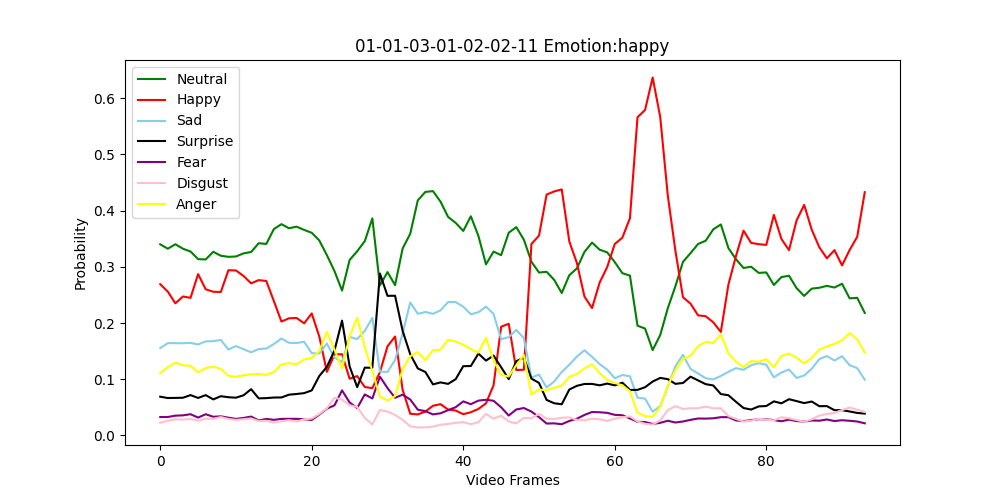 01-01-03-01-02-02-11 Emotion:happy
Neutral
Happy
Sad
Surprise
Fear
Disgust
Anger
Probability
0.6
0.5
0.4
0.3
0.2
0.1
0.0
0 20 40 60 80
Video Frames